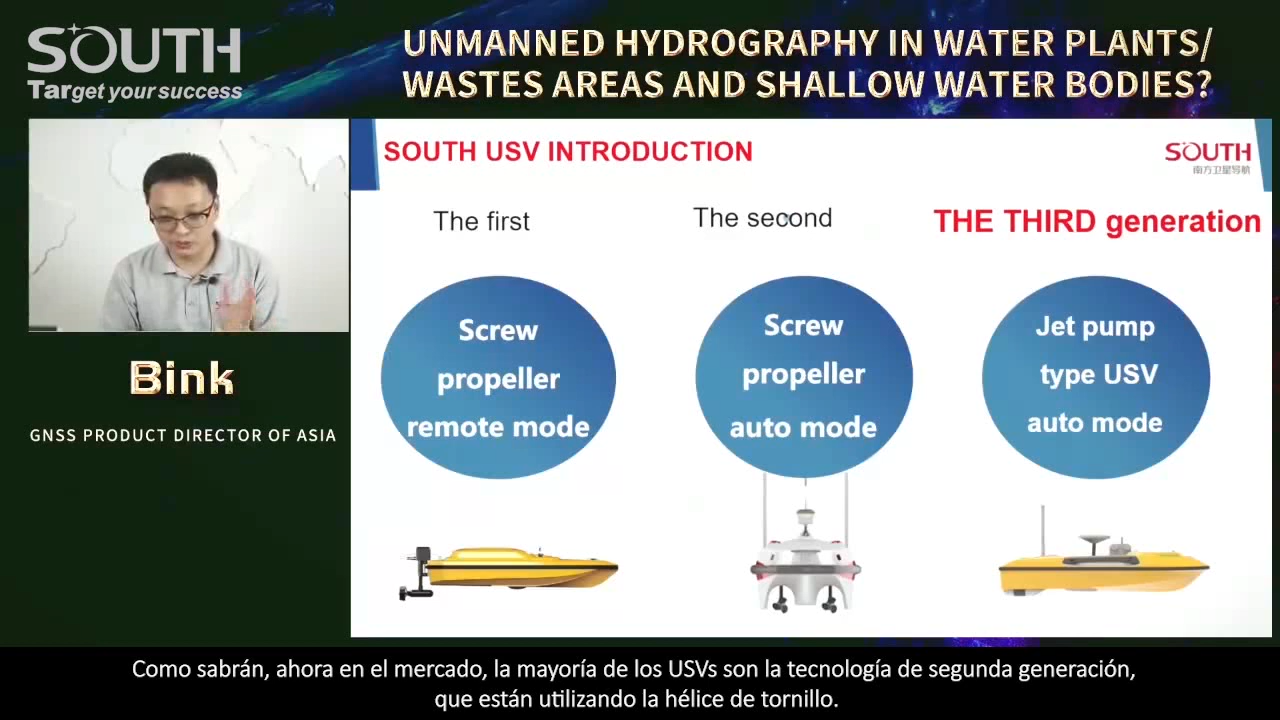 SOUTH
Target your success
UNMANNED HYDROGRAPHY IN WATER PLANTS/
WASTES AREAS AND SHALLOW WATER BODIES?
SOUTH USV INTRODUCTION
SOUTH
南方卫星导航
The first
The second
THE THIRD generation
Screw
propeller
remote mode
Screw
propeller
auto mode
Jet pump
type USV
auto mode
Bink
GNSS PRODUCT DIRECTOR OF ASIA
Como sabrán, ahora en el mercado, la mayoría de los USVs son la tecnología de segunda generación,
que están utilizando la hélice de tornillo.